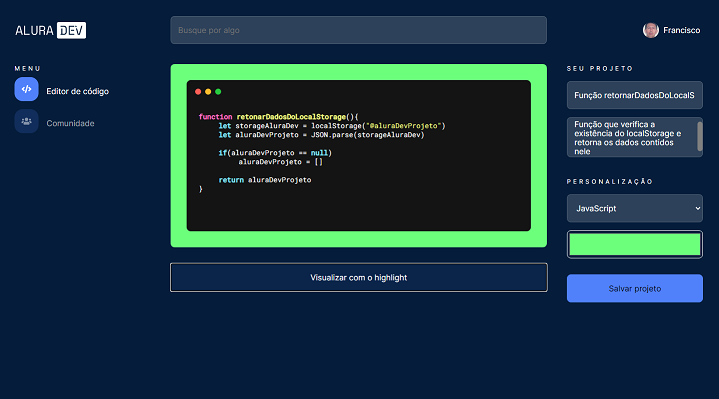 ALURA DEV
Busque por algo
Francisco
MENU
Editor de código
Comunidade
function retonarDadosDoLocalStorage(){
let storageAluraDev = localStorage("@aluraDevProjeto")
let aluraDevProjeto = JSON.parse(storageAluraDev)
if(aluraDevProjeto == null)
aluraDevProjeto = []
return aluraDevProjeto
}
Visualizar com o highlight
SEU PROJETO
Função retornarDadosDoLocalS
Função que verifica a
existência do localStorage e
retorna os dados contidos
nele
PERSONALIZAÇÃO
JavaScript
Salvar projeto